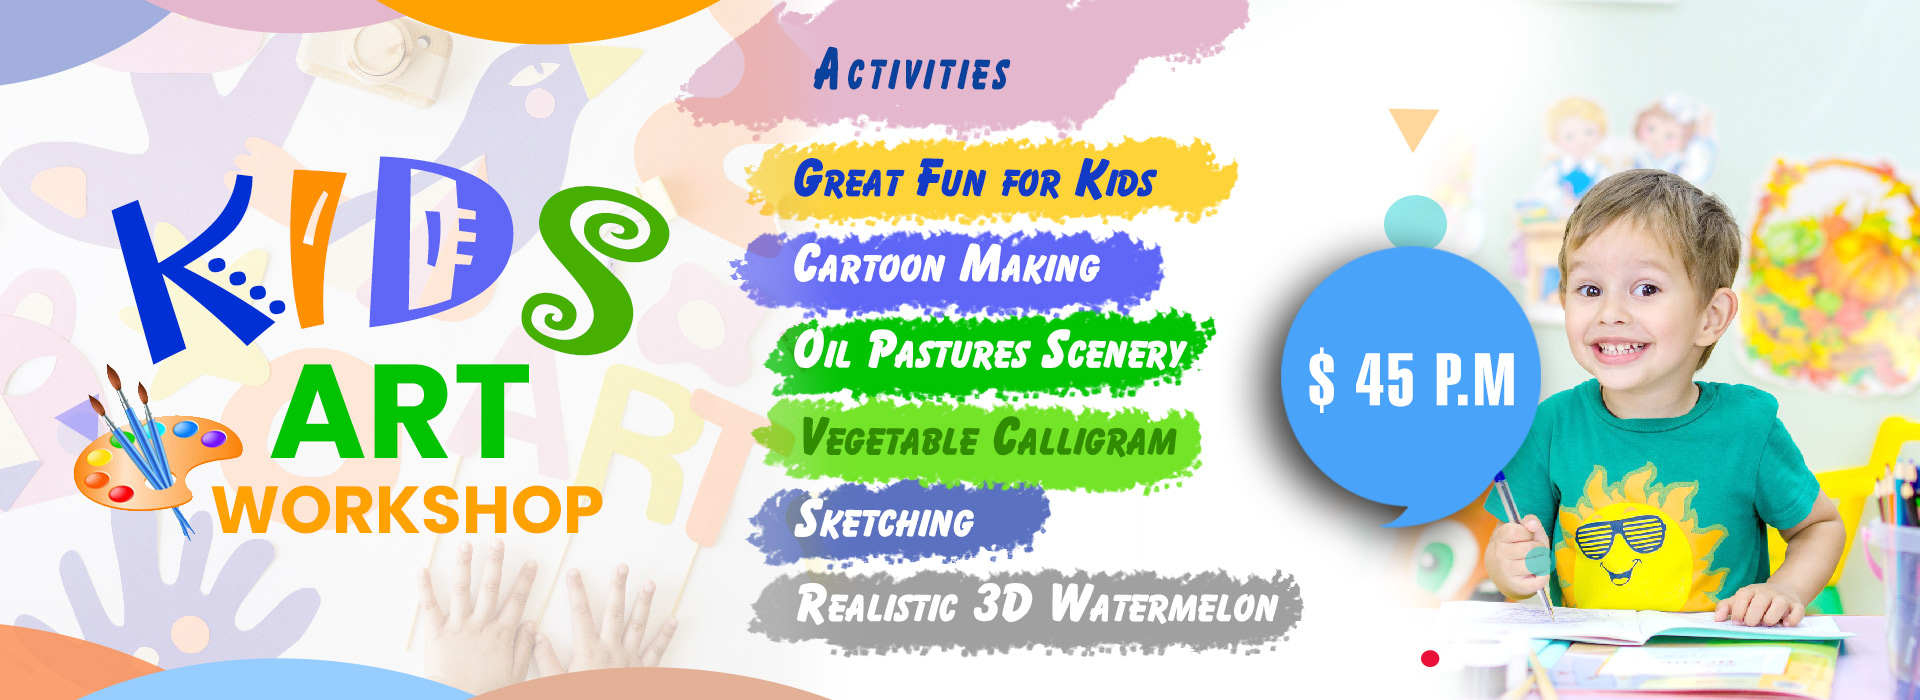 KIDS
ART
WORKSHOP
ACTIVITIES
GREAT FUN FOR KIDS
CARTOON MAKING
OIL PASTURES SCENERY
VEGETABLE CALLIGRAM
SKETCHING
REALISTIC 3D WATERMELON
$ 45 P.M